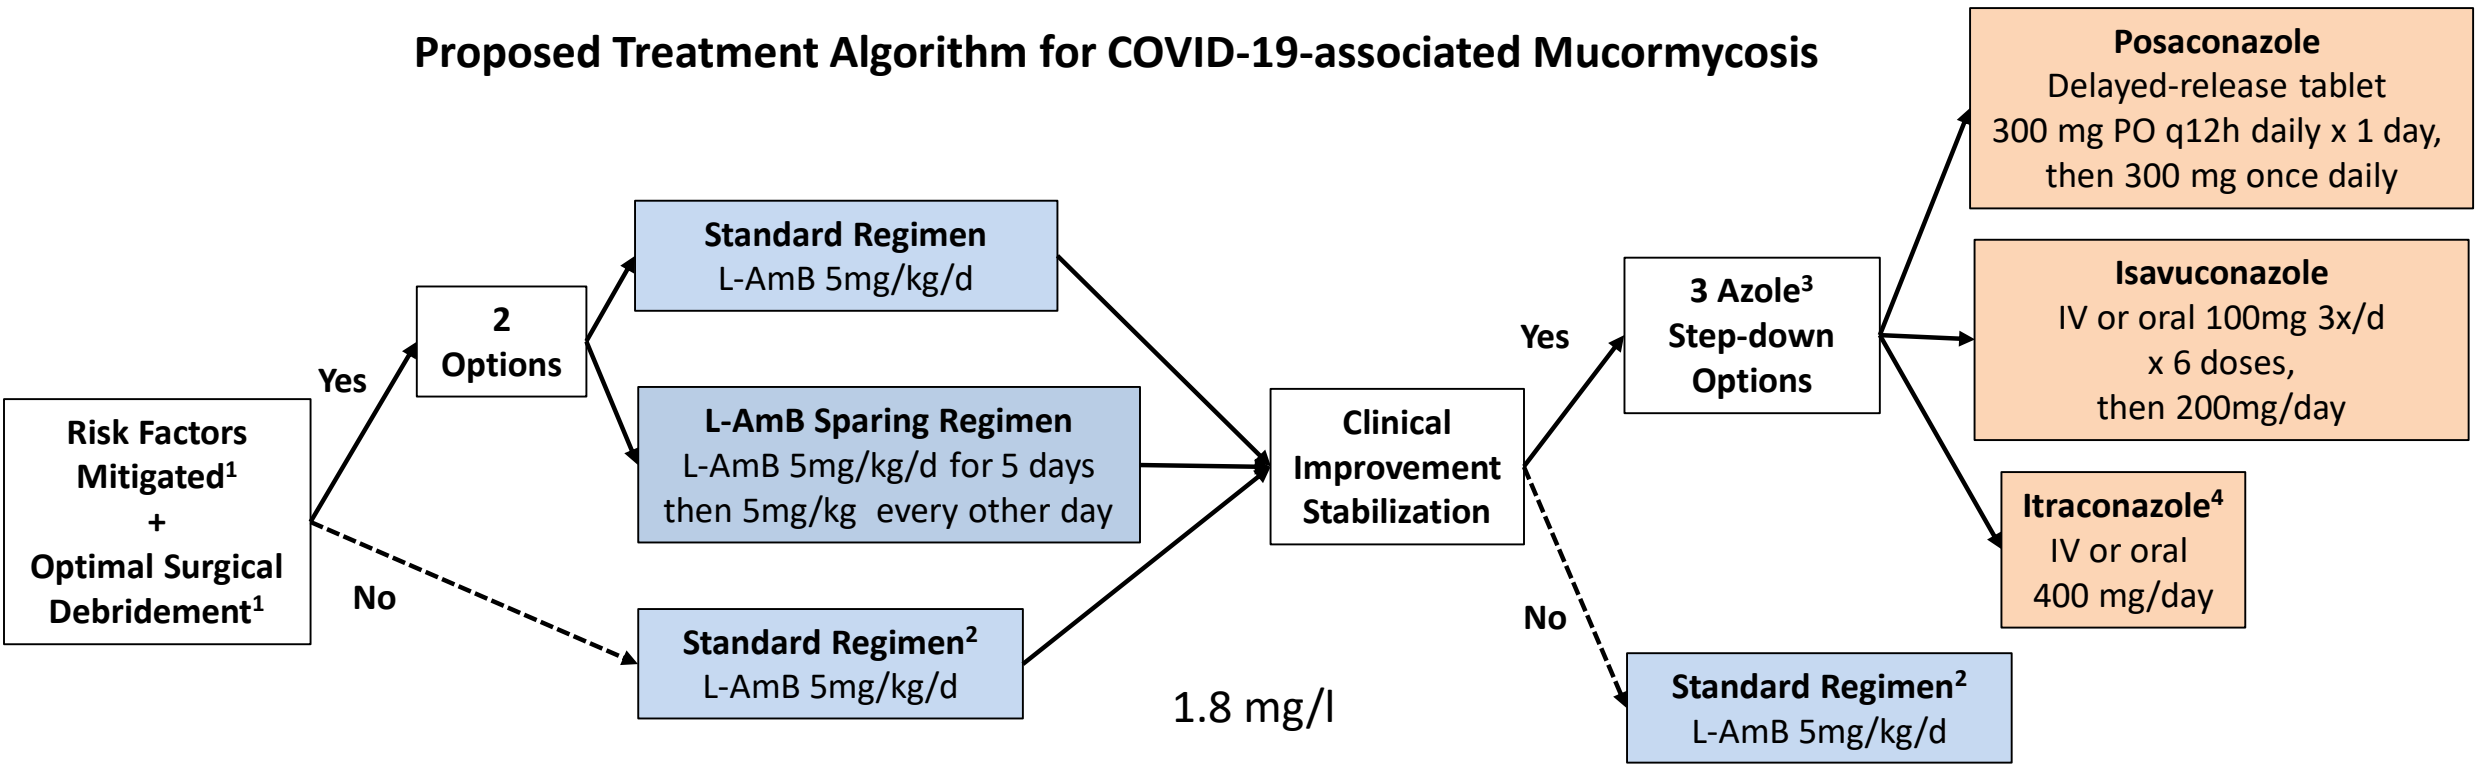 Proposed Treatment Algorithm for COVID-19-associated Mucormycosis
Risk Factors
Mitigated¹
+
Optimal Surgical
Debridement¹
Yes
No
2
Options
Standard Regimen
L-AmB 5mg/kg/d
L-AmB Sparing Regimen
L-AmB 5mg/kg/d for 5 days
then 5mg/kg  every other day
Standard Regimen²
L-AmB 5mg/kg/d
1.8 mg/l
Clinical
Improvement
Stabilization
Yes
No
3 Azole³
Step-down
Options
Standard Regimen²
L-AmB 5mg/kg/d
Posaconazole
Delayed-release tablet
300 mg PO q12h daily x 1 day,
then 300 mg once daily
Isavuconazole
IV or oral 100mg 3x/d
x 6 doses,
then 200mg/day
Itraconazole⁴
IV or oral
400 mg/day